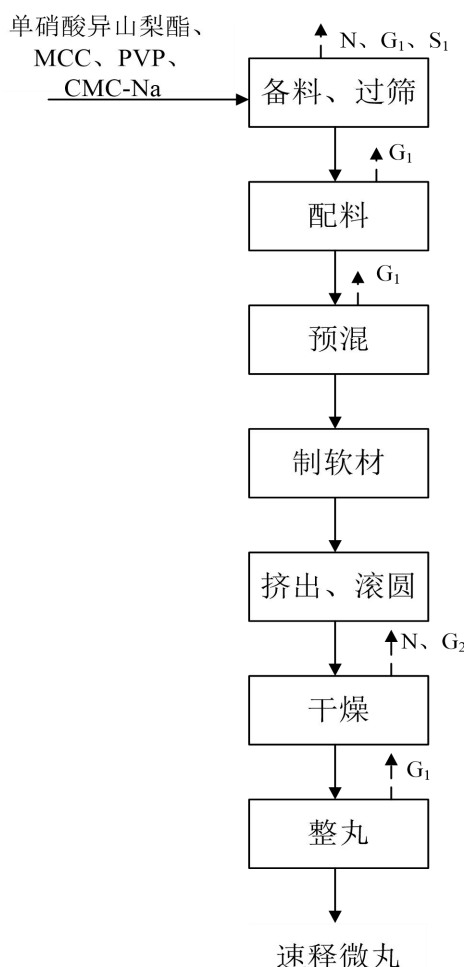 单硝酸异山梨酯、
MCC、PVP、
CMC-Na
N、G₁、S₁
备料、过筛
G₁
配料
G₁
预混
制软材
挤出、滚圆
N、G₂
干燥
G₁
整丸
速释微丸